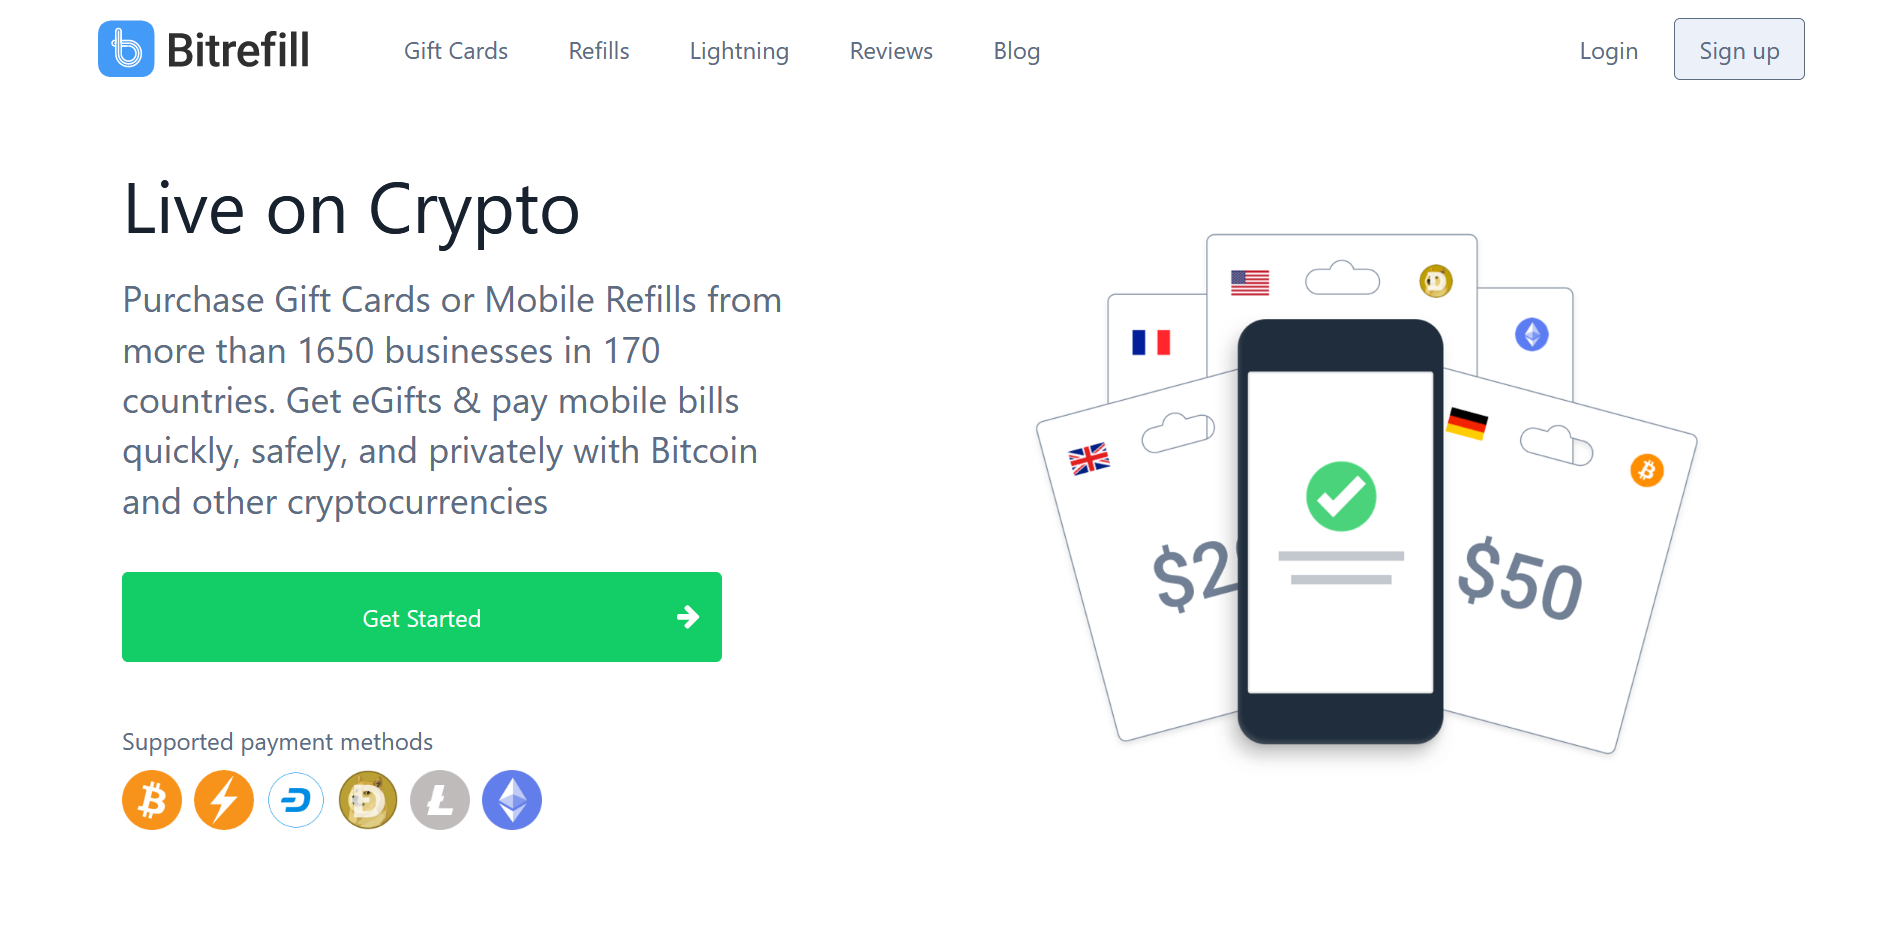 Bitrefill
Gift Cards
Refills
Lightning
Reviews
Blog
Login
Sign up
Live on Crypto
Purchase Gift Cards or Mobile Refills from
more than 1650 businesses in 170
countries. Get eGifts & pay mobile bills
quickly, safely, and privately with Bitcoin
and other cryptocurrencies
Get Started
Supported payment methods
$50